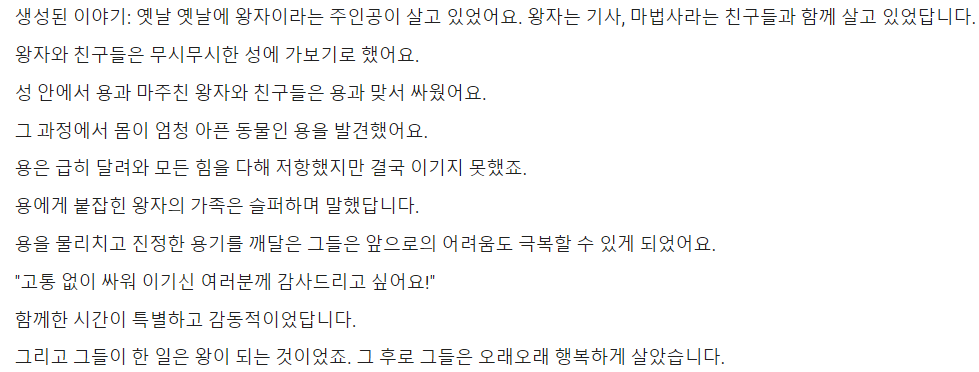 생성된 이야기: 옛날 옛날에 왕자이라는 주인공이 살고 있었어요. 왕자는 기사, 마법사라는 친구들과 함께 살고 있었답니다.
왕자와 친구들은 무시무시한 성에 가보기로 했어요.
성 안에서 용과 마주친 왕자와 친구들은 용과 맞서 싸웠어요.
그 과정에서 몸이 엄청 아픈 동물인 용을 발견했어요.
용은 급히 달려와 모든 힘을 다해 저항했지만 결국 이기지 못했죠.
용에게 붙잡힌 왕자의 가족은 슬퍼하며 말했답니다.
용을 물리치고 진정한 용기를 깨달은 그들은 앞으로의 어려움도 극복할 수 있게 되었어요.
"고통 없이 싸워 이기신 여러분께 감사드리고 싶어요!"
함께한 시간이 특별하고 감동적이었답니다.
그리고 그들이 한 일은 왕이 되는 것이었죠. 그 후로 그들은 오래오래 행복하게 살았습니다.